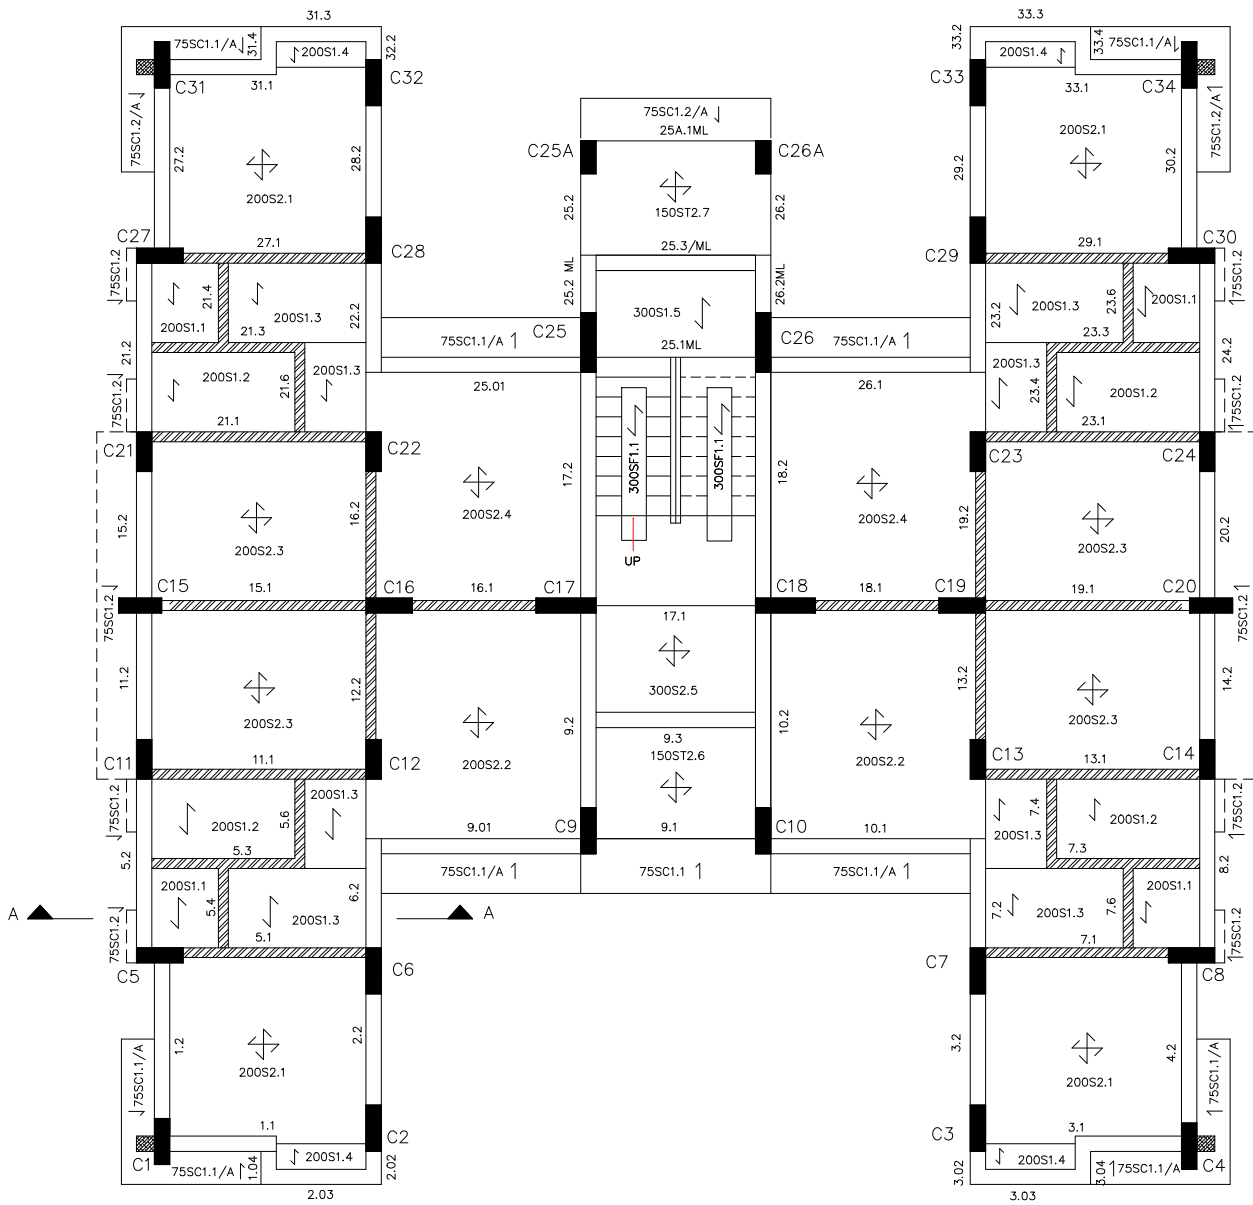 31.3
33.3
75SC1.1/A
31.4
200S1.4
32.2
33.2
200S1.4
33.4
75SC1.1/A
C31
31.1
C32
C33
33.1
C34
75SC1.2/A
27.2
28.2
200S2.1
75SC1.2/A
25A.1ML
C25A
C26A
150ST2.7
25.2
26.2
25.3/ML
29.2
200S2.1
30.2
75SC1.2/A
C27
27.1
C28
C29
29.1
C30
75SC1.2
200S1.1
21.4
21.3
200S1.3
22.2
25.2 ML
26.2ML
300S1.5
C25
25.1ML
C26
75SC1.1/A
75SC1.1/A
23.2
200S1.3
23.3
23.6
200S1.1
75SC1.2
21.2
75SC1.2
200S1.2
21.6
200S1.3
21.1
25.01
26.1
200S1.3
23.4
200S1.2
23.1
24.2
75SC1.2
C21
C22
C23
C24
15.2
16.2
200S2.3
200S2.4
17.2
300SF1.1
300SF1.1
UP
18.2
200S2.4
19.2
200S2.3
20.2
C15
15.1
C16
16.1
C17
C18
18.1
C19
19.1
C20
75SC1.2
75SC1.2
17.1
11.2
12.2
200S2.3
200S2.2
9.2
300S2.5
10.2
200S2.2
13.2
200S2.3
14.2
9.3
150ST2.6
C11
11.1
C12
C13
13.1
C14
75SC1.2
200S1.2
5.6
200S1.3
5.3
9.01
C9
9.1
C10
10.1
200S1.3
7.4
7.3
200S1.2
75SC1.2
5.2
8.2
200S1.1
5.4
5.1
200S1.3
6.2
75SC1.1/A
75SC1.1
75SC1.1/A
7.2
200S1.3
7.1
7.6
200S1.1
A
A
75SC1.2
75SC1.2
C5
C6
C7
C8
1.2
2.2
200S2.1
75SC1.1/A
3.2
4.2
200S2.1
75SC1.1/A
1.1
C2
C3
3.1
C1
75SC1.1/A
1.04
200S1.4
2.02
2.03
3.02
200S1.4
3.04
75SC1.1/A
C4
3.03